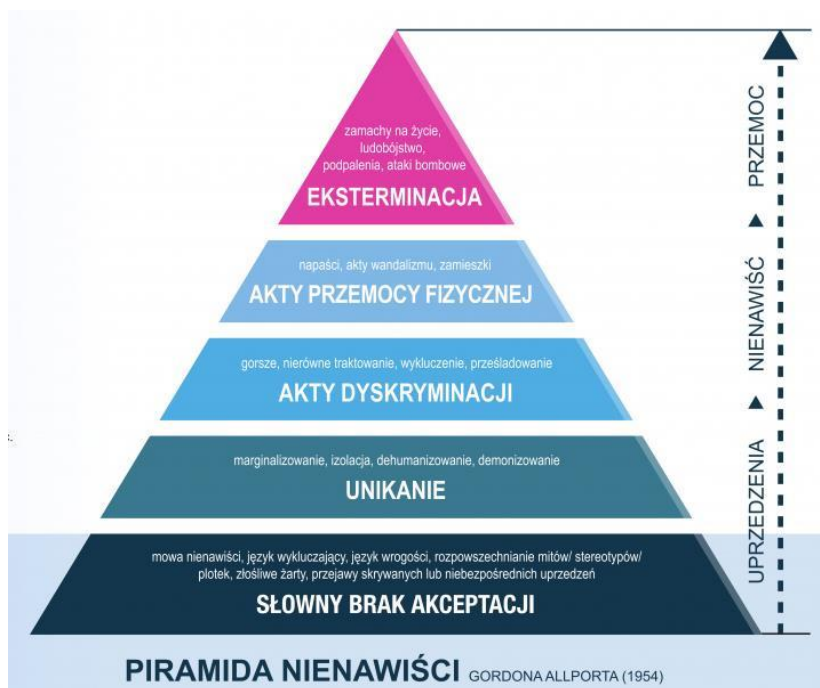 zamachy na życie,
ludobójstwo,
podpalenia, ataki bombowe
EKSTERMINACJA
napaści, akty wandalizmu, zamieszki
AKTY PRZEMOCY FIZYCZNEJ
gorsze, nierówne traktowanie, wykluczenie, prześladowanie
AKTY DYSKRYMINACJI
marginalizowanie, izolacja, dehumanizowanie, demonizowanie
UNIKANIE
mowa nienawiści, język wykluczający, język wrogości, rozpowszechnianie mitów/ stereotypów/
plotek, złośliwe żarty, przejawy skrywanych lub niebezpośrednich uprzedzeń
SŁOWNY BRAK AKCEPTACJI
UPRZEDZENIA ▶ NIENAWIŚĆ ▶ PRZEMOC
PIRAMIDA NIENAWIŚCI GORDONA ALLPORTA (1954)